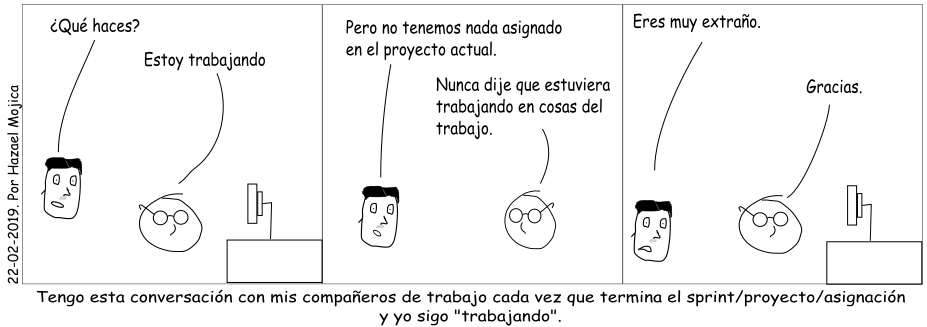 ¿Qué haces?
Estoy trabajando
Pero no tenemos nada asignado
en el proyecto actual.
Nunca dije que estuviera
trabajando en cosas del
trabajo.
Eres muy extraño.
Gracias.
22-02-2019. Por Hazael Mojica
Tengo esta conversación con mis compañeros de trabajo cada vez que termina el sprint/proyecto/asignación
y yo sigo "trabajando".